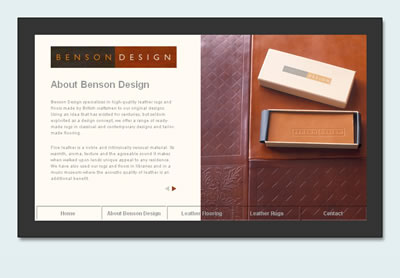 BENSON DESIGN
BENSON DESIGN
About Benson Design
Benson Design specialises in high quality leather rugs and
floors made by British craftsmen to our original designs.
Using an idea that has existed for centuries, but seldom
exploited as a design concept, we offer a range of ready-
made rugs in classical and contemporary designs and tailor
made flooring.
Fine leather is a noble and intrinsically sensual material. Its
warmth, aroma, texture and the agreeable sound it makes
when walked upon lends unique appeal to any residence.
We have also used our rugs and floors in libraries and in a
music museum where the acoustic quality of leather is an
additional benefit.
Home
About Benson Design
Leather Flooring
Leather Rugs
Contact